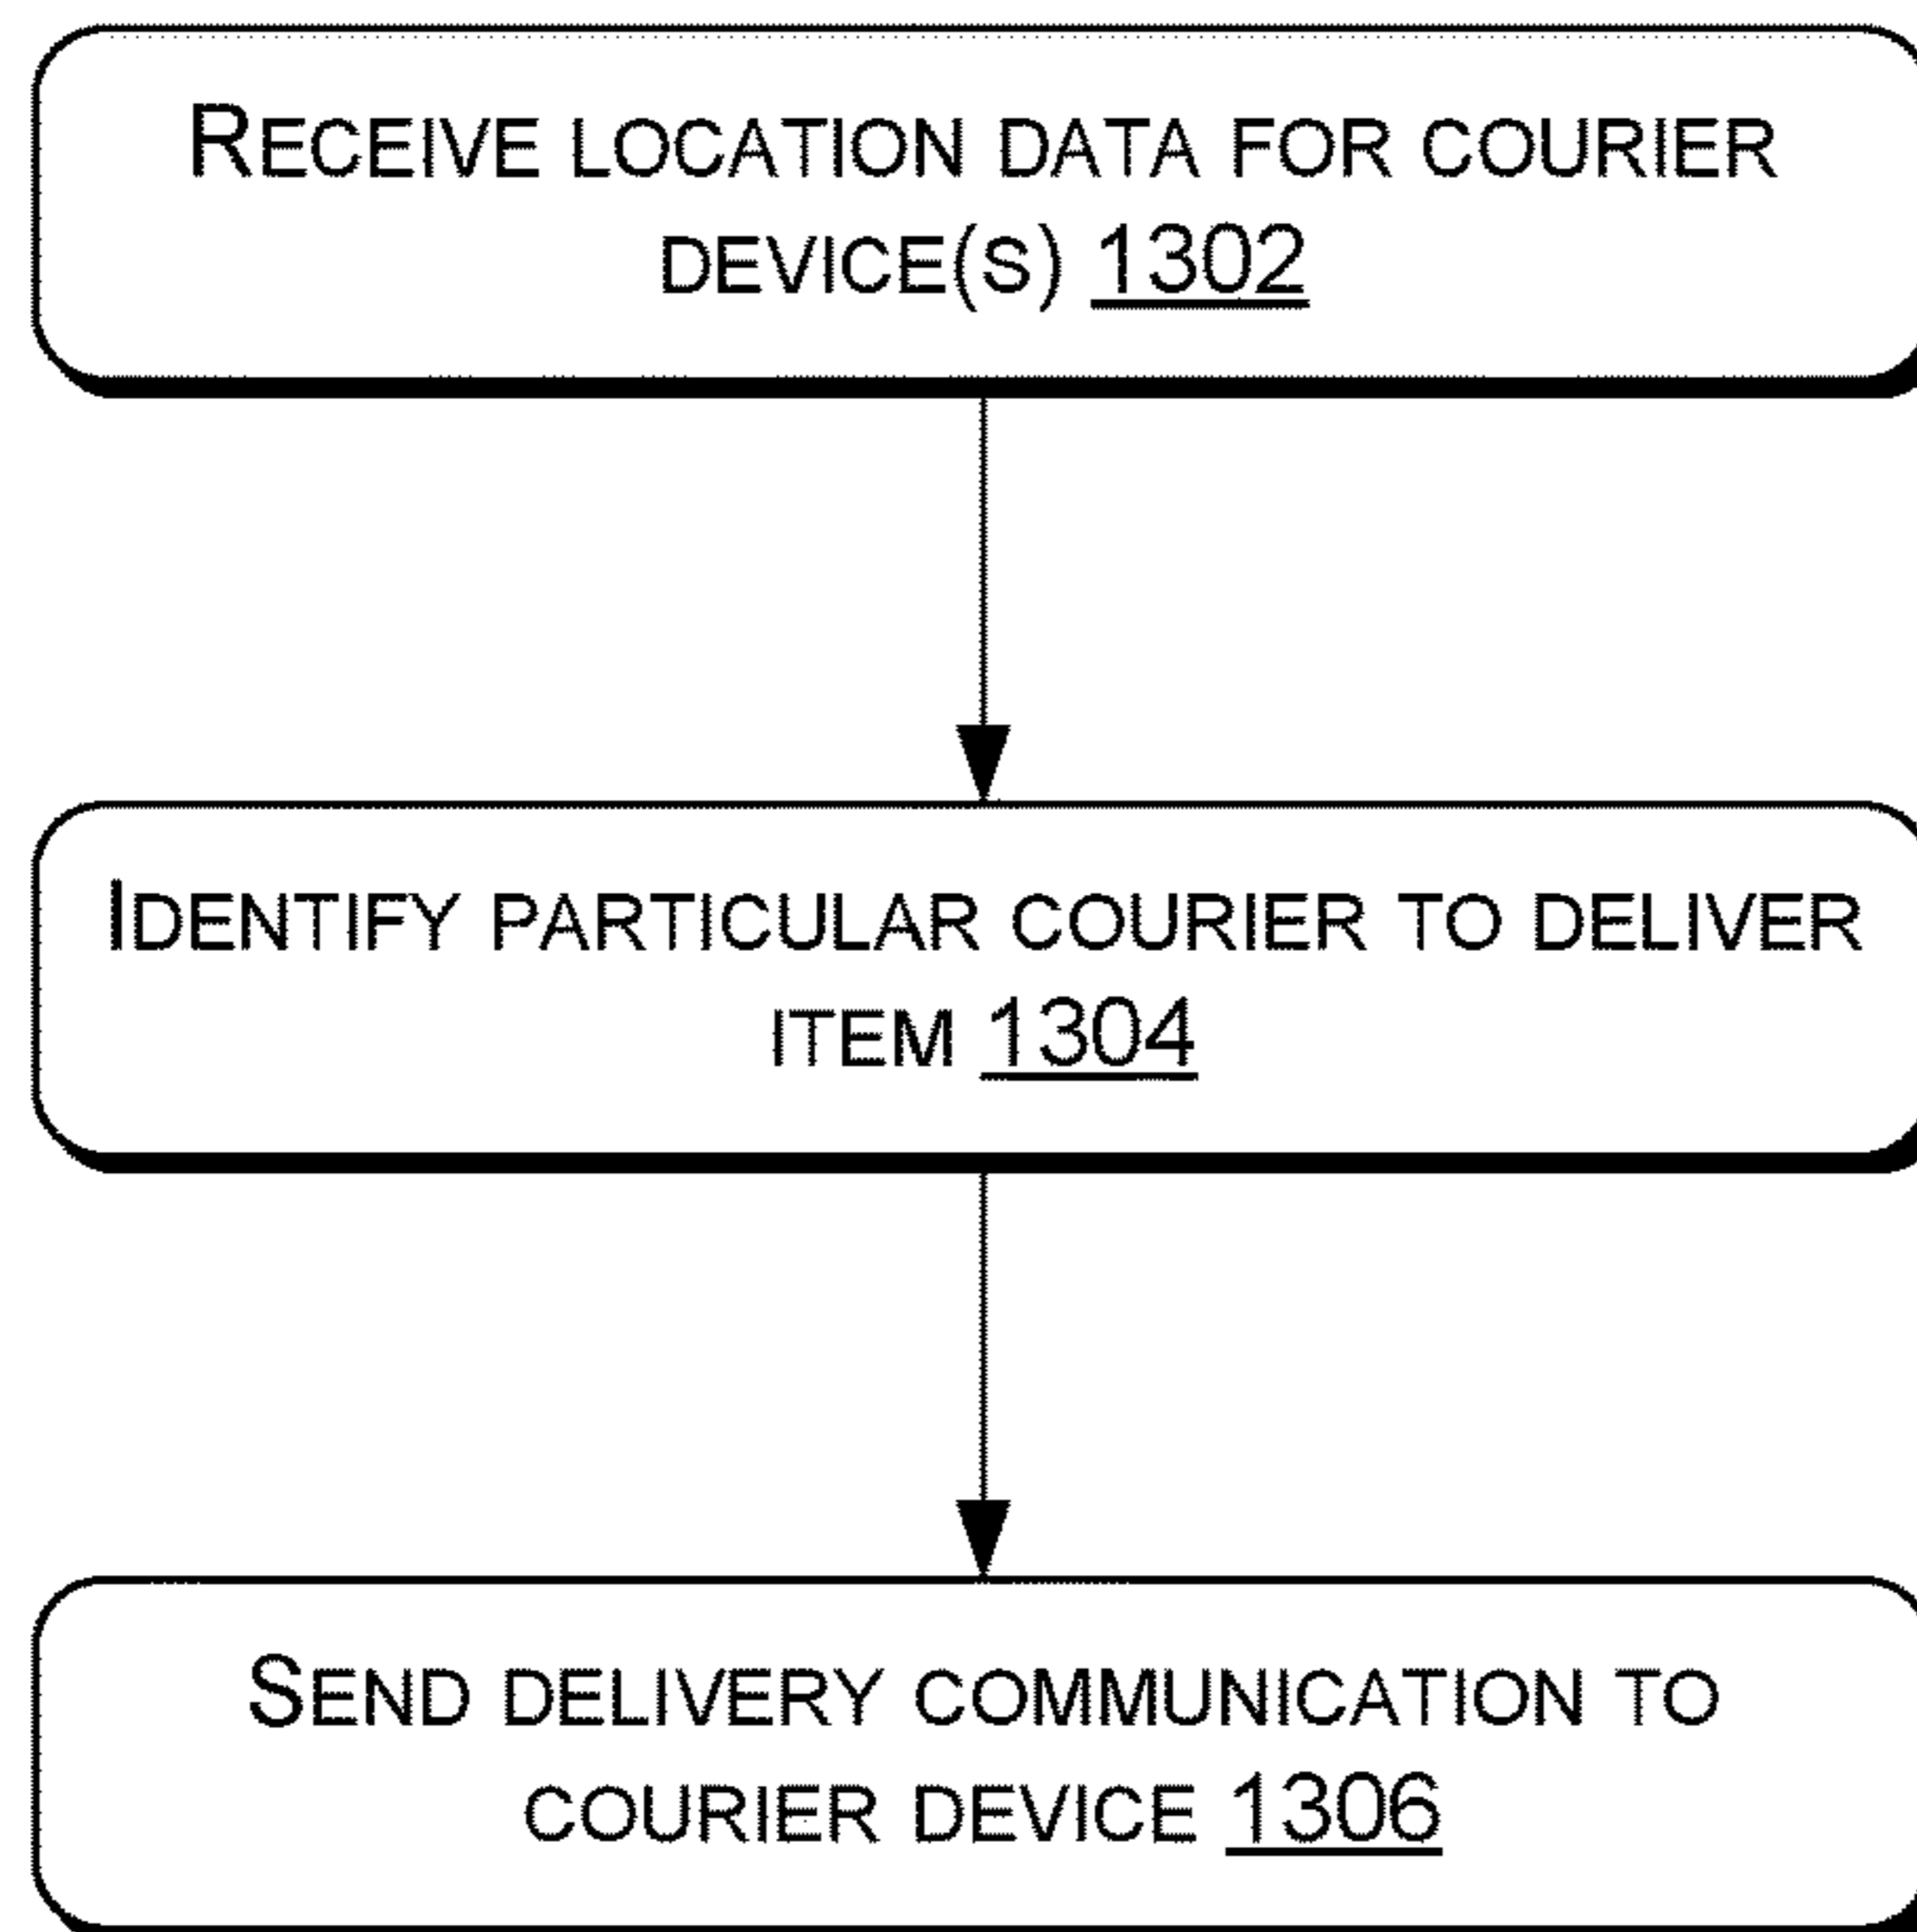 RECEIVE LOCATION DATA FOR COURIER
DEVICE(S) 1302
IDENTIFY PARTICULAR COURIER TO DELIVER
ITEM 1304
SEND DELIVERY COMMUNICATION TO
COURIER DEVICE 1306